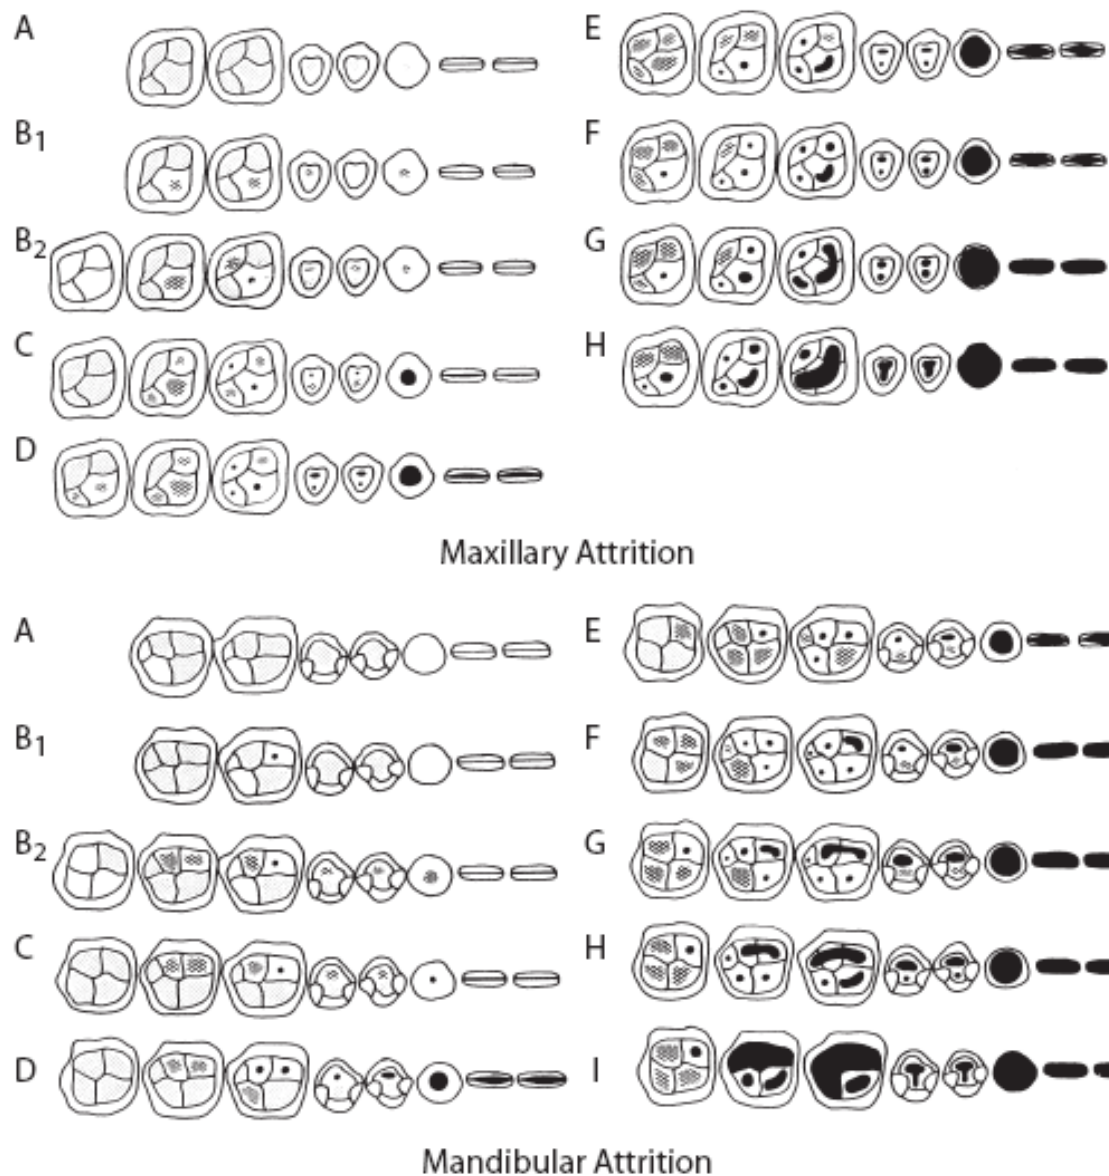 A
B1
B2
C
D
E
F
G
H
Maxillary Attrition
A
B1
B2
C
D
E
F
G
H
I
Mandibular Attrition